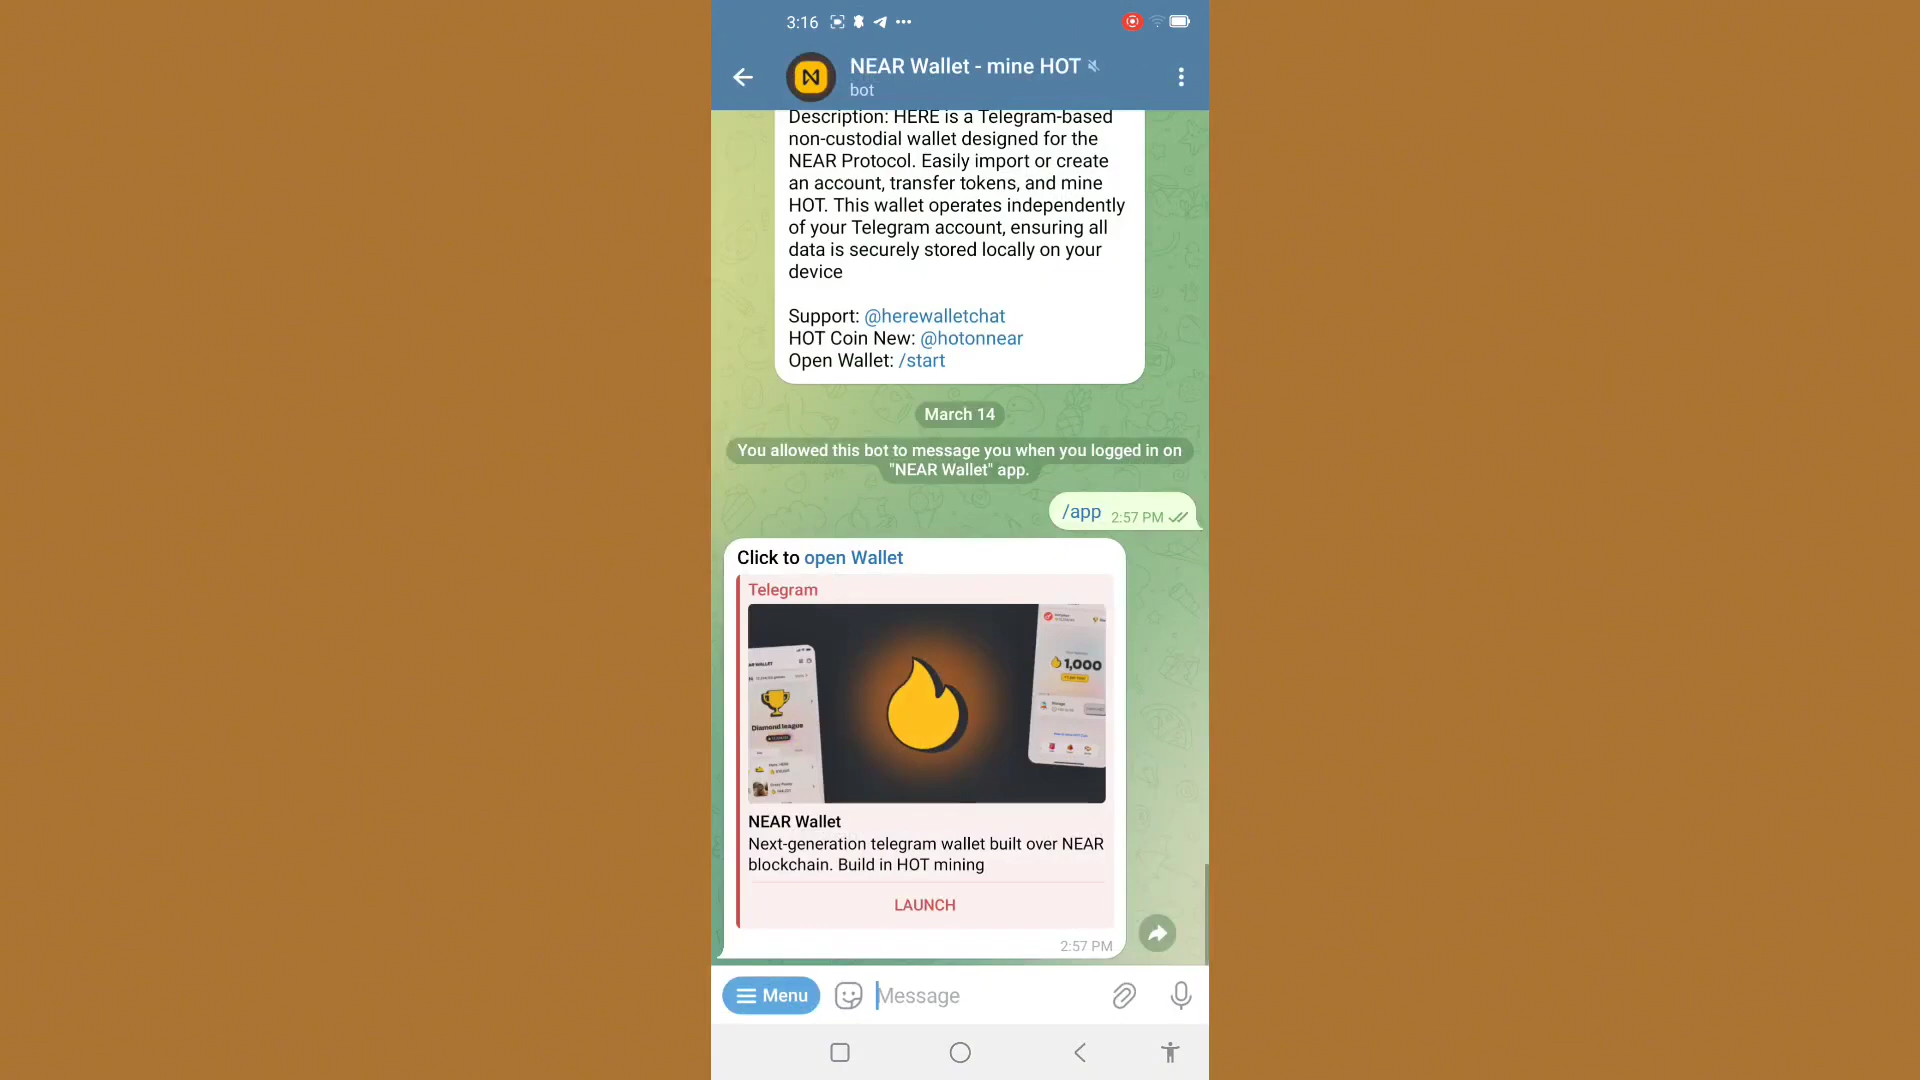 3:16
NEAR Wallet - mine HOT
bot
Description: HERE is a Telegram-based
non-custodial wallet designed for the
NEAR Protocol. Easily import or create
an account, transfer tokens, and mine
HOT. This wallet operates independently
of your Telegram account, ensuring all
data is securely stored locally on your
device
Support: @herewalletchat
HOT Coin New: @hotonnear
Open Wallet: /start
March 14
You allowed this bot to message you when you logged in on
"NEAR Wallet" app.
/app 2:57 PM
Click to open Wallet
Telegram
Diamond league
1,000
NEAR Wallet
Next-generation telegram wallet built over NEAR
blockchain. Build in HOT mining
LAUNCH
2:57 PM
Menu
Message